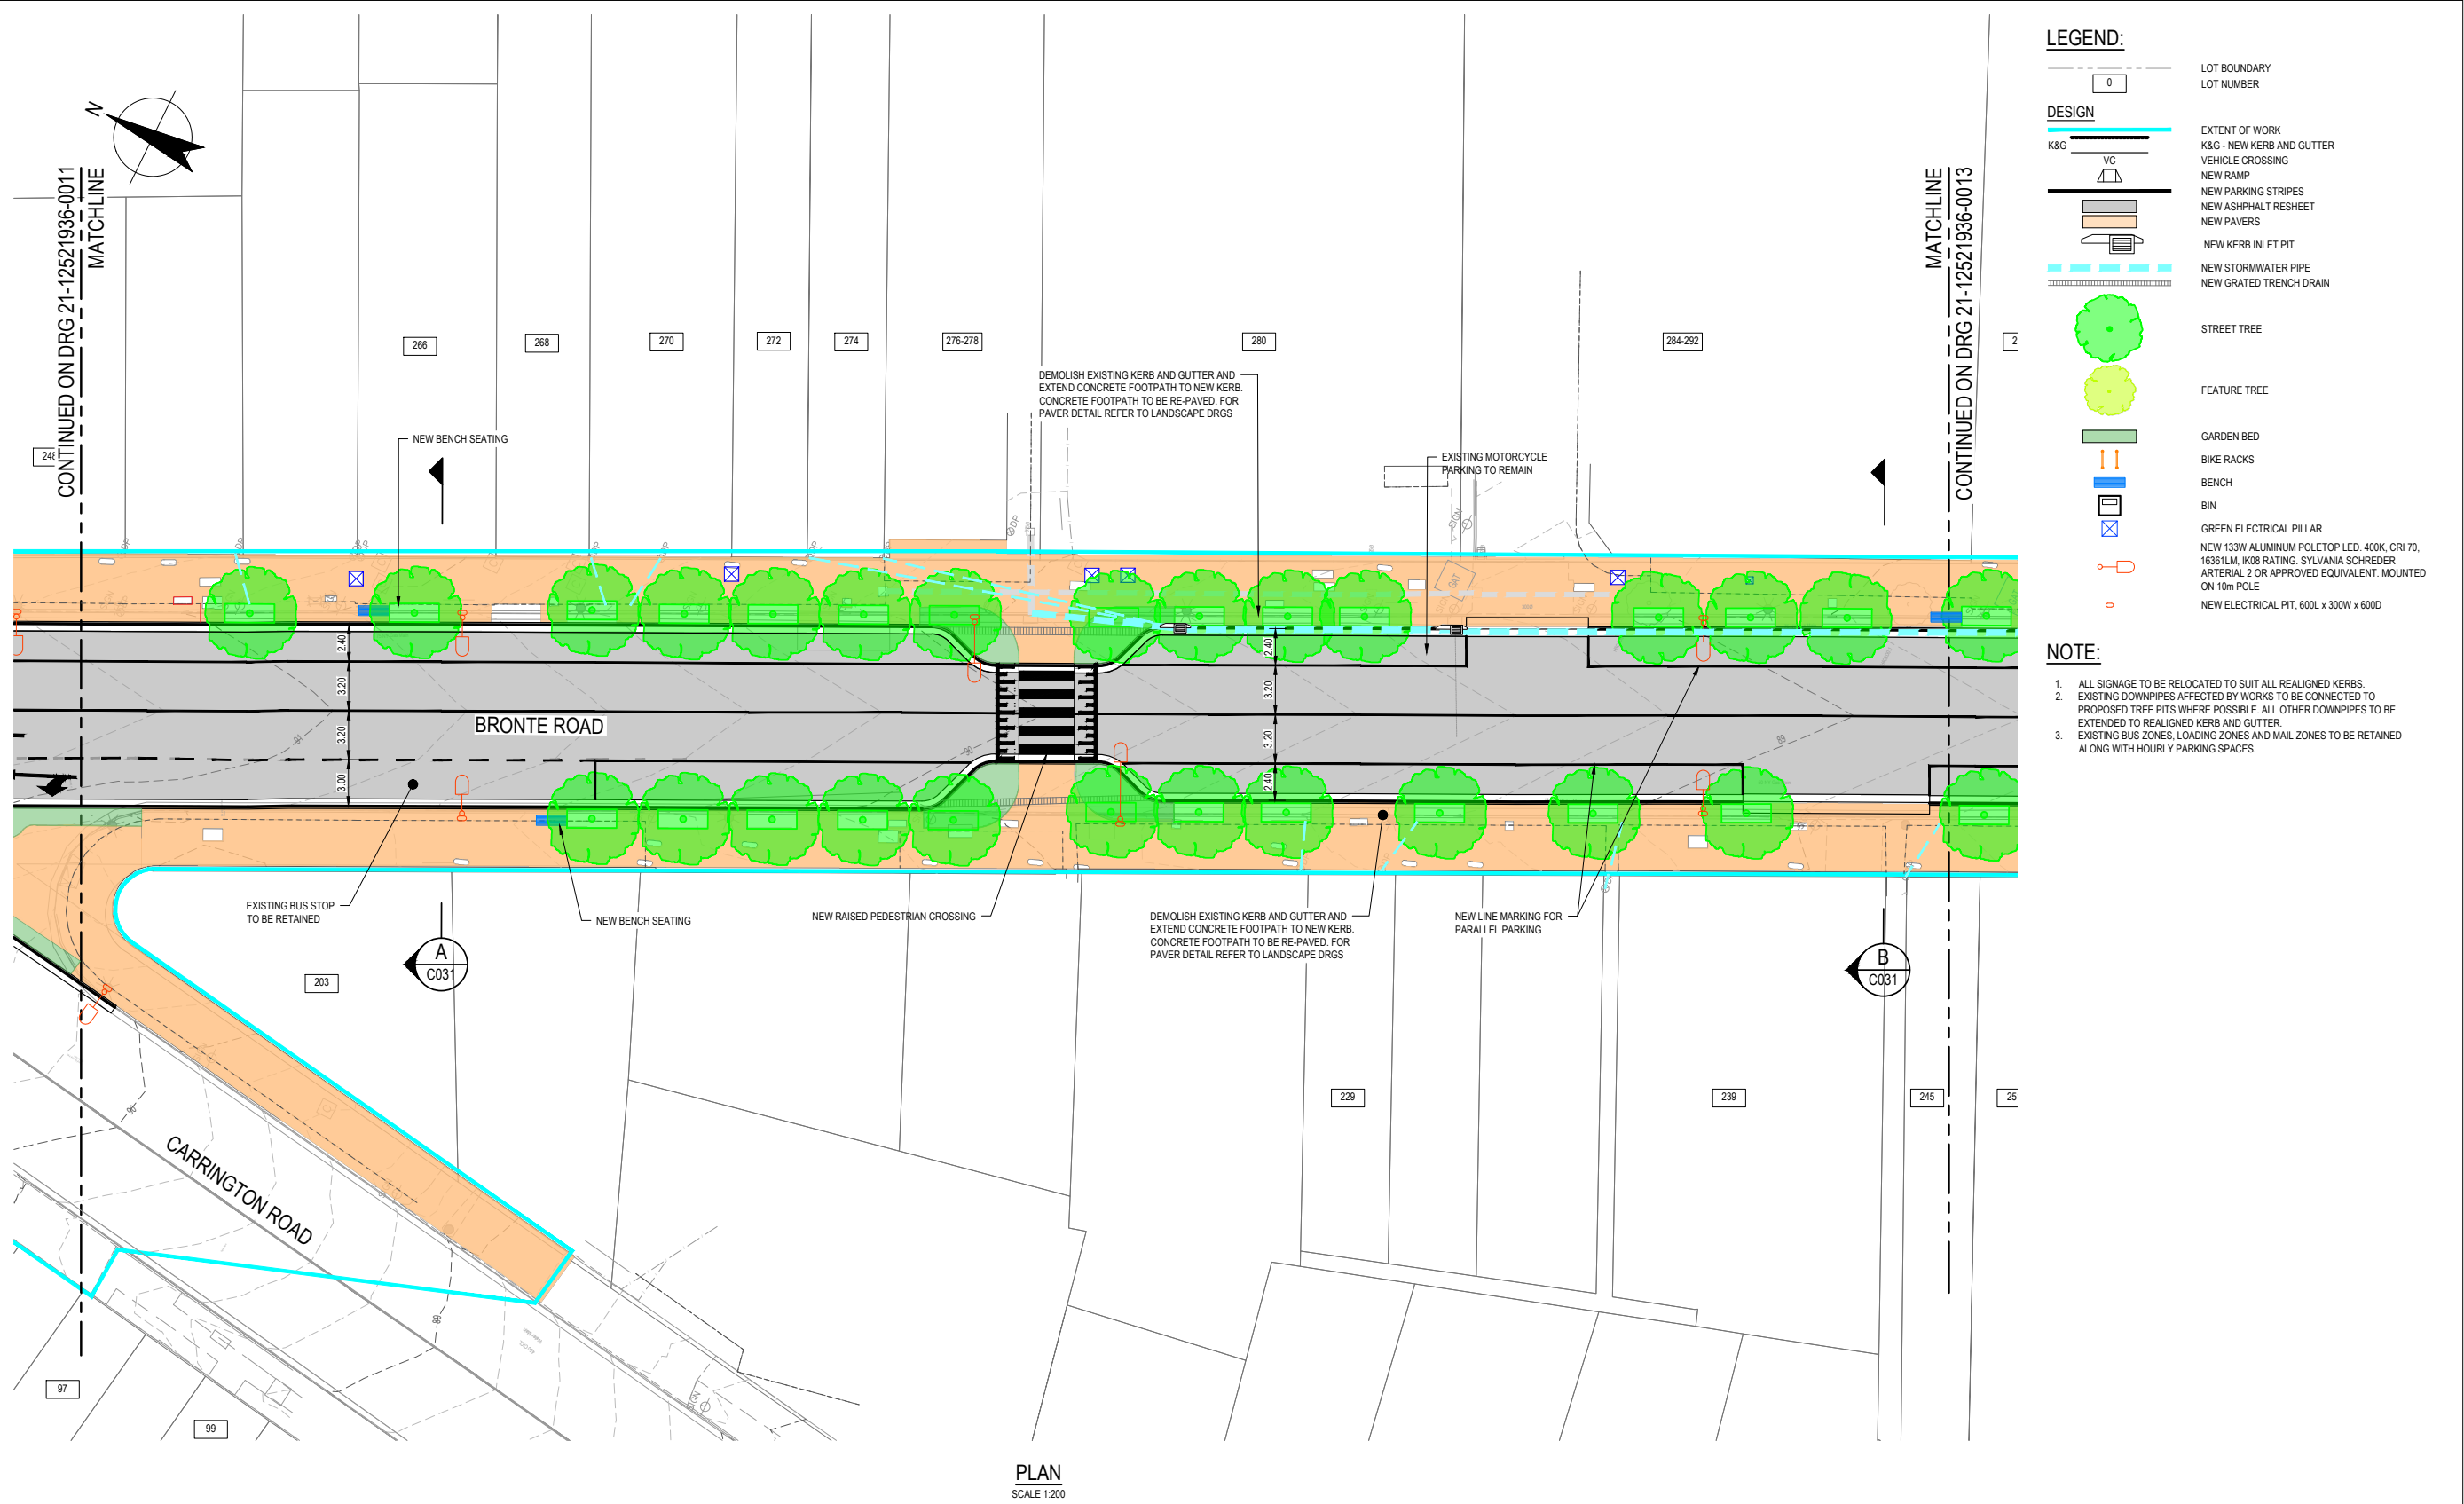 N
CONTINUED ON DRG 21-12521936-0011
MATCHLINE
MATCHLINE
CONTINUED ON DRG 21-12521936-0013
248
266
268
270
272
274
276-278
280
284-292
2
DEMOLISH EXISTING KERB AND GUTTER AND
EXTEND CONCRETE FOOTPATH TO NEW KERB.
CONCRETE FOOTPATH TO BE RE-PAVED. FOR
PAVER DETAIL REFER TO LANDSCAPE DRGS
NEW BENCH SEATING
EXISTING MOTORCYCLE
PARKING TO REMAIN
SIGN
DP
GAT
2.40
3.20
3.20
3.00
2.40
3.20
3.20
2.40
BRONTE ROAD
91
90
89
EXISTING BUS STOP
TO BE RETAINED
NEW BENCH SEATING
NEW RAISED PEDESTRIAN CROSSING
DEMOLISH EXISTING KERB AND GUTTER AND
EXTEND CONCRETE FOOTPATH TO NEW KERB.
CONCRETE FOOTPATH TO BE RE-PAVED. FOR
PAVER DETAIL REFER TO LANDSCAPE DRGS
NEW LINE MARKING FOR
PARALLEL PARKING
A
C031
B
C031
203
229
239
245
25
CARRINGTON ROAD
90
89
SIGN
97
99
PLAN
SCALE 1:200
LEGEND:
LOT BOUNDARY
0
LOT NUMBER
DESIGN
EXTENT OF WORK
K&G
K&G - NEW KERB AND GUTTER
VC
VEHICLE CROSSING
NEW RAMP
NEW PARKING STRIPES
NEW ASHPHALT RESHEET
NEW PAVERS
NEW KERB INLET PIT
NEW STORMWATER PIPE
NEW GRATED TRENCH DRAIN
STREET TREE
FEATURE TREE
GARDEN BED
BIKE RACKS
BENCH
BIN
GREEN ELECTRICAL PILLAR
NEW 133W ALUMINUM POLETOP LED. 400K, CRI 70,
16361LM, IK08 RATING. SYLVANIA SCHREDER
ARTERIAL 2 OR APPROVED EQUIVALENT. MOUNTED
ON 10m POLE
NEW ELECTRICAL PIT, 600L x 300W x 600D
NOTE:
1. ALL SIGNAGE TO BE RELOCATED TO SUIT ALL REALIGNED KERBS.
2. EXISTING DOWNPIPES AFFECTED BY WORKS TO BE CONNECTED TO
PROPOSED TREE PITS WHERE POSSIBLE. ALL OTHER DOWNPIPES TO BE
EXTENDED TO REALIGNED KERB AND GUTTER.
3. EXISTING BUS ZONES, LOADING ZONES AND MAIL ZONES TO BE RETAINED
ALONG WITH HOURLY PARKING SPACES.